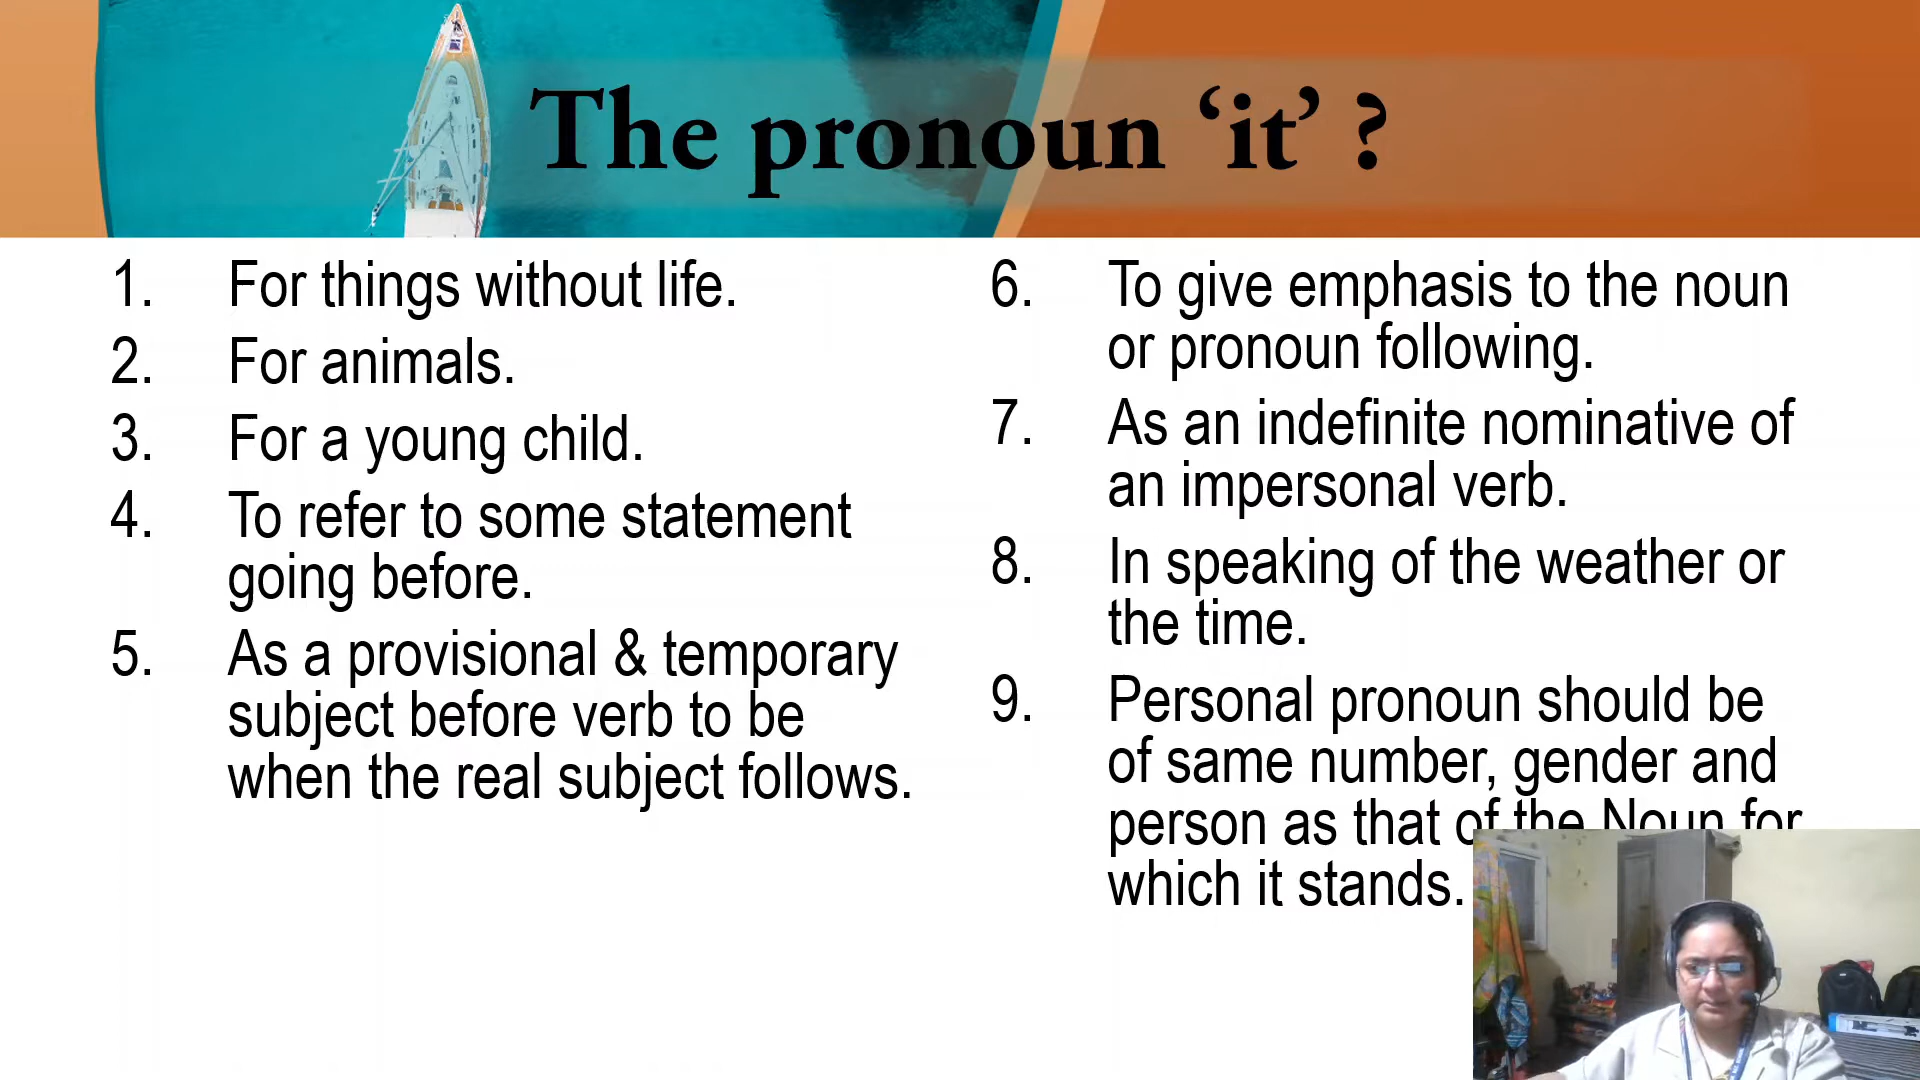 The pronoun ‘it’ ?
1. For things without life.
2. For animals.
3. For a young child.
4. To refer to some statement
going before.
5. As a provisional & temporary
subject before verb to be
when the real subject follows.
6. To give emphasis to the noun
or pronoun following.
7. As an indefinite nominative of
an impersonal verb.
8. In speaking of the weather or
the time.
9. Personal pronoun should be
of same number, gender and
person as that of the Noun for
which it stands.